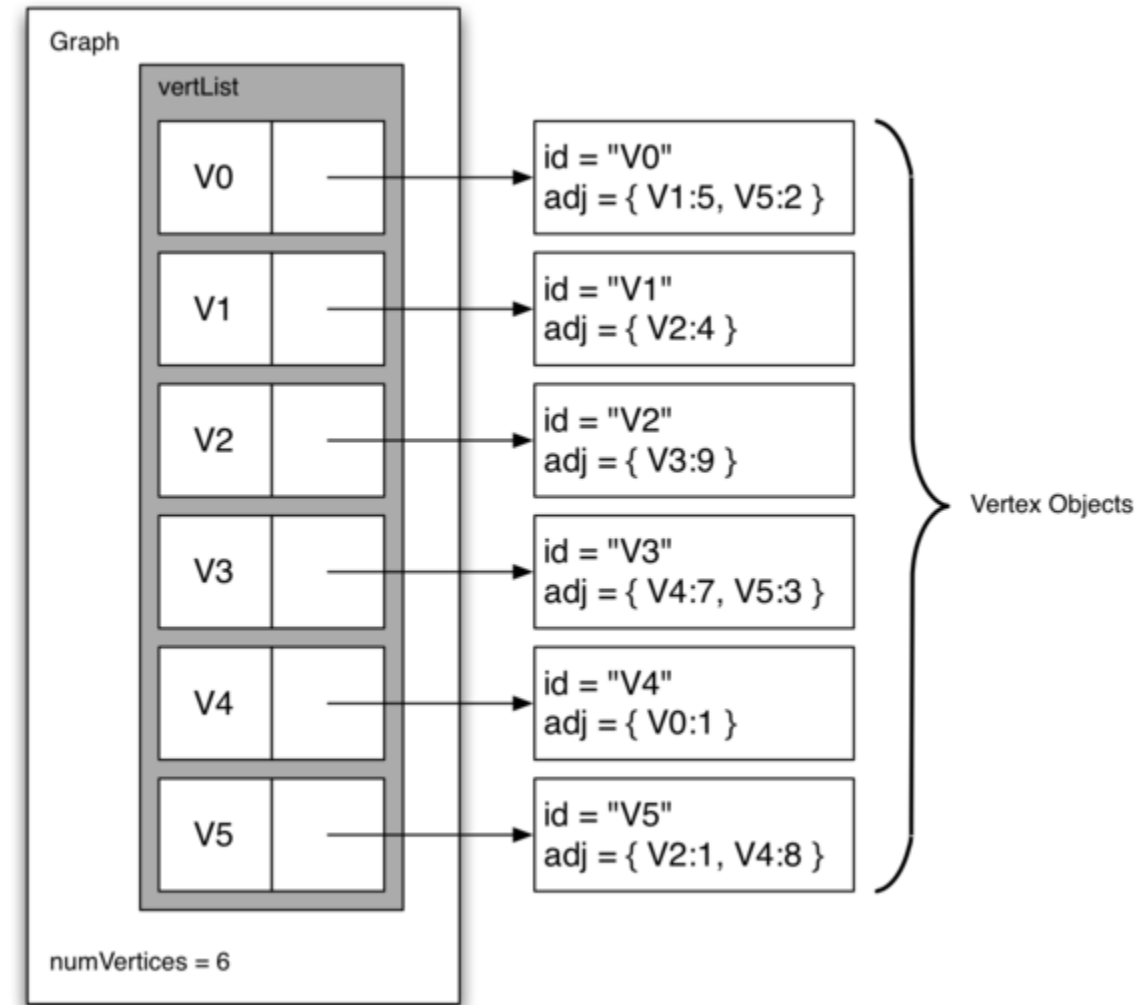 Graph
vertList
V0
id = "V0"
adj = { V1:5, V5:2 }
V1
id = "V1"
adj = { V2:4 }
V2
id = "V2"
adj = { V3:9 }
V3
id = "V3"
adj = { V4:7, V5:3 }
V4
id = "V4"
adj = { V0:1 }
V5
id = "V5"
adj = { V2:1, V4:8 }
Vertex Objects
numVertices = 6